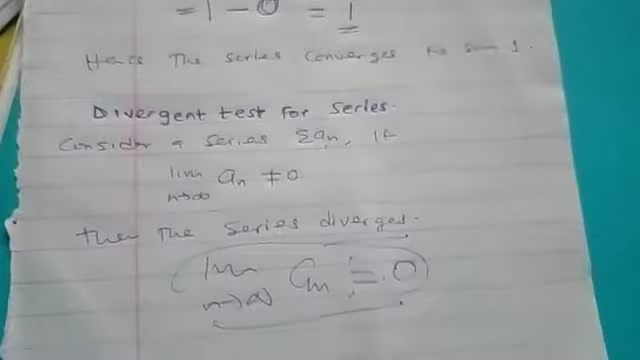 = 1 - 0 = 1
Hence The series converges to sum 1.
Divergent test for series.
Consider a series Σan, if
lim an ≠ 0
n→∞
then The series diverges.
lim an = 0
n→∞